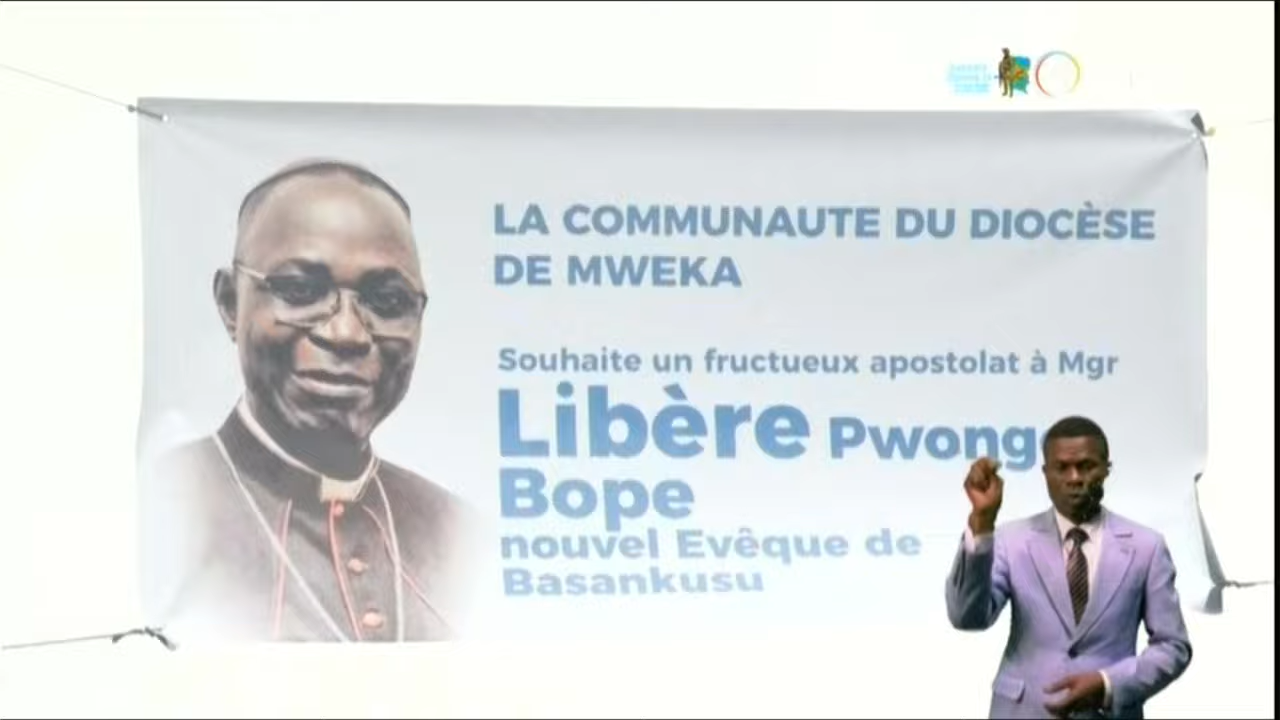 LA COMMUNAUTE DU DIOCÈSE
DE MWEKA
Souhaite un fructueux apostolat à Mgr
Libère Pwong
Bope
nouvel Evêque de
Basankusu